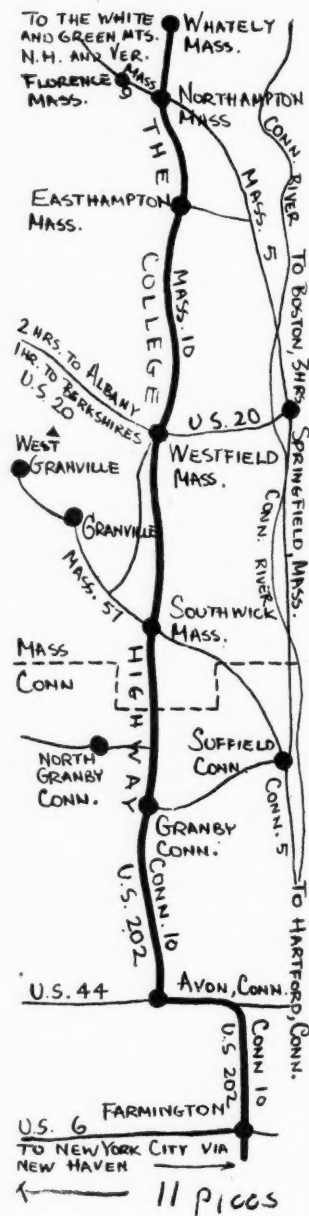 TO THE WHITE
AND GREEN MTS.
N.H. AND VER.
WHATELY
MASS.
FLORENCE
MASS.
MASS
9
NORTHAMPTON
MASS
THE
EASTHAMPTON
MASS.
MASS. 5
CONN. RIVER
COLLEGE
MASS. 10
TO BOSTON, 3HRS.
2 HRS. TO ALBANY
1 HR. TO BERKSHIRES
U.S. 20
U.S. 20
SPRINGFIELD, MASS.
WESTFIELD
MASS.
WEST
GRANVILLE
GRANVILLE
CONN. RIVER
MASS. 57
SOUTHWICK
MASS.
MASS
CONN
HIGHWAY
NORTH
GRANBY
CONN.
SUFFIELD
CONN.
GRANBY
CONN.
CONN. 5
CONN. 10
U.S. 202
TO HARTFORD, CONN.
U.S. 44
AVON, CONN.
CONN 10
U.S 202
FARMINGTON
U.S. 6
TO NEW YORK CITY VIA
NEW HAVEN
11 picos